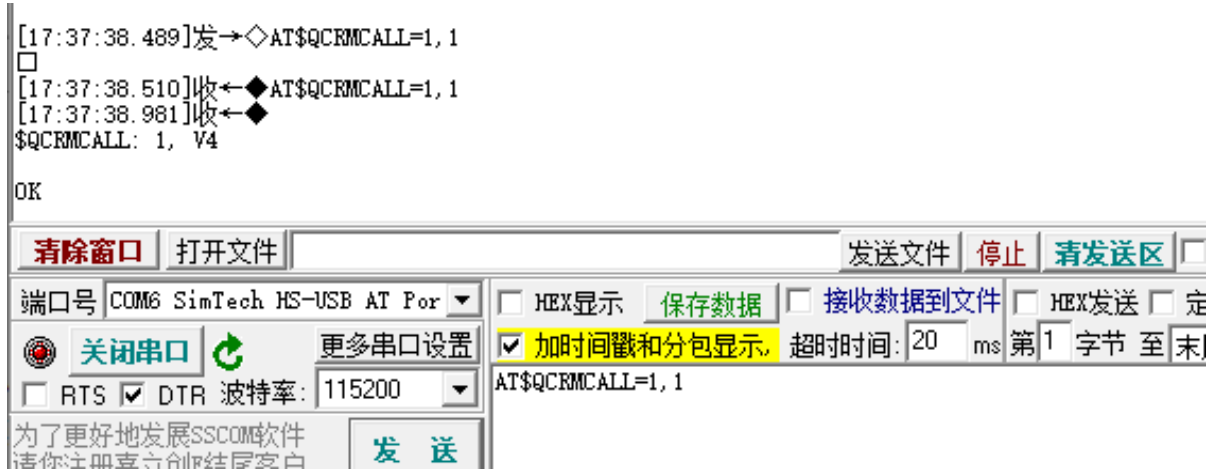 [17:37:38.489]发→◇AT$QCRMCALL=1,1
□
[17:37:38.510]收←◆AT$QCRMCALL=1,1
[17:37:38.981]收←◆
$QCRMCALL: 1, V4
OK
清除窗口 打开文件 发送文件 停止 清发送区
端口号 COM6 SimTech HS-USB AT Por HEX显示 保存数据 接收数据到文件 HEX发送
关闭串口 更多串口设置 加时间戳和分包显示, 超时时间: 20 ms 第1 字节 至
RTS DTR 波特率: 115200 AT$QCRMCALL=1,1
为了更好地发展SSCOM软件
发 送